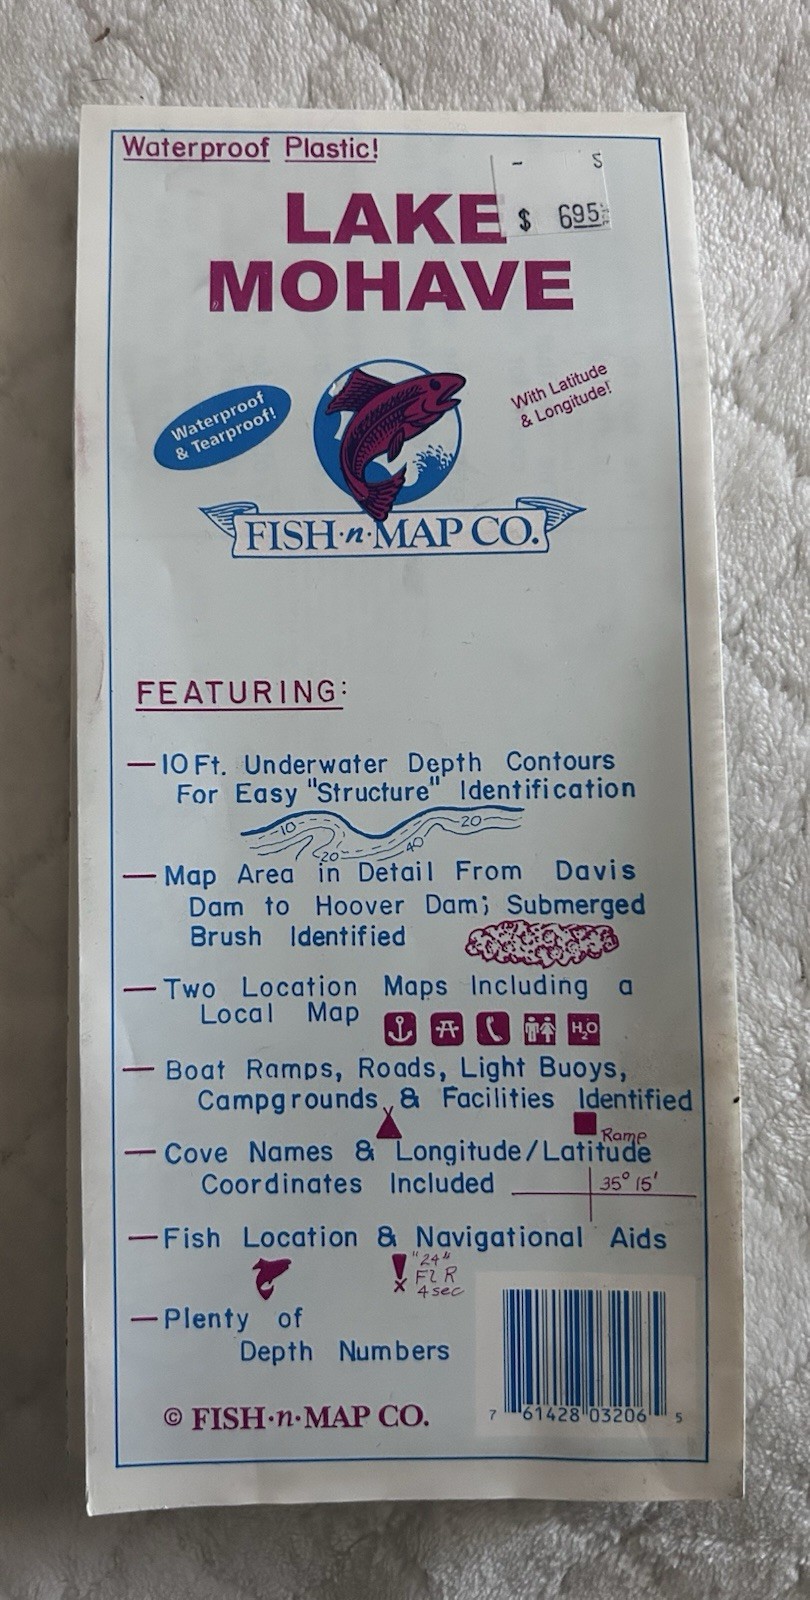 Waterproof Plastic!
- S
$ 695
LAKE
MOHAVE
Waterproof
& Tearproof!
With Latitude
& Longitude!
FISH·n·MAP CO.
FEATURING:
—10 Ft. Underwater Depth Contours
For Easy "Structure" Identification
10 20
20 40
— Map Area in Detail From Davis
Dam to Hoover Dam; Submerged
Brush Identified
— Two Location Maps Including a
Local Map
H₂O
— Boat Ramps, Roads, Light Buoys,
Campgrounds & Facilities Identified
Ramp
— Cove Names & Longitude/Latitude
Coordinates Included
35° 15'
—Fish Location & Navigational Aids
"24"
Fl R
4 sec
—Plenty of
Depth Numbers
© FISH·n·MAP CO.
7 61428 03206 5